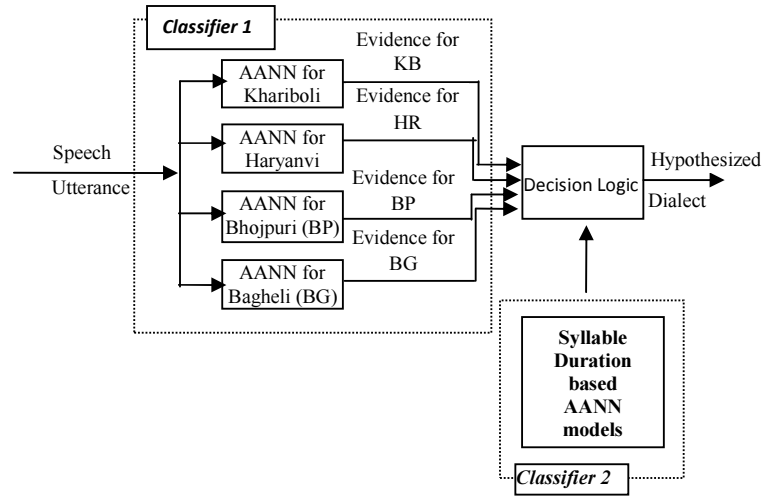 Classifier 1
Evidence for
KB
AANN for
Khariboli
Evidence for
HR
AANN for
Haryanvi
Speech
Utterance
Evidence for
BP
AANN for
Bhojpuri (BP)
Evidence for
BG
AANN for
Bagheli (BG)
Decision Logic
Hypothesized
Dialect
Syllable
Duration
based
AANN
models
Classifier 2